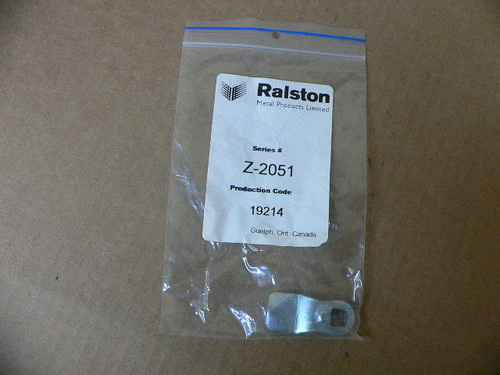 Ralston
Metal Products Limited
Series #
Z-2051
Production Code
19214
Guelph, Ont. Canada